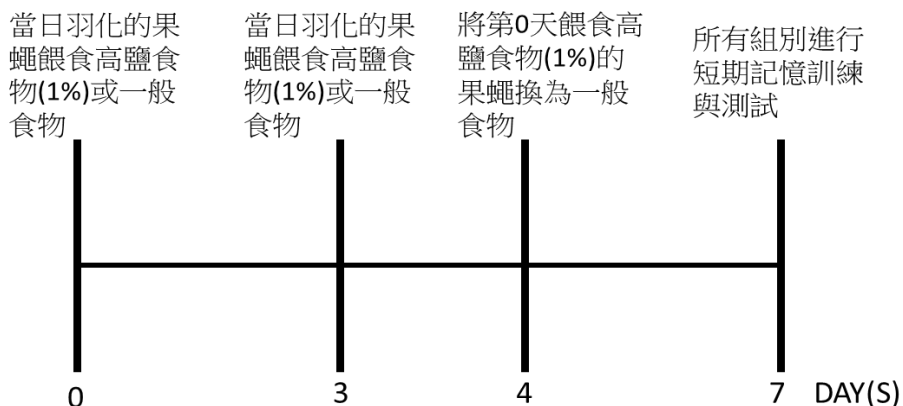 當日羽化的果
蠅餵食高鹽食
物(1%)或一般
食物
當日羽化的果
蠅餵食高鹽食
物(1%)或一般
食物
將第0天餵食高
鹽食物(1%)的
果蠅換為一般
食物
所有組別進行
短期記憶訓練
與測試
0
3
4
7
DAY(S)